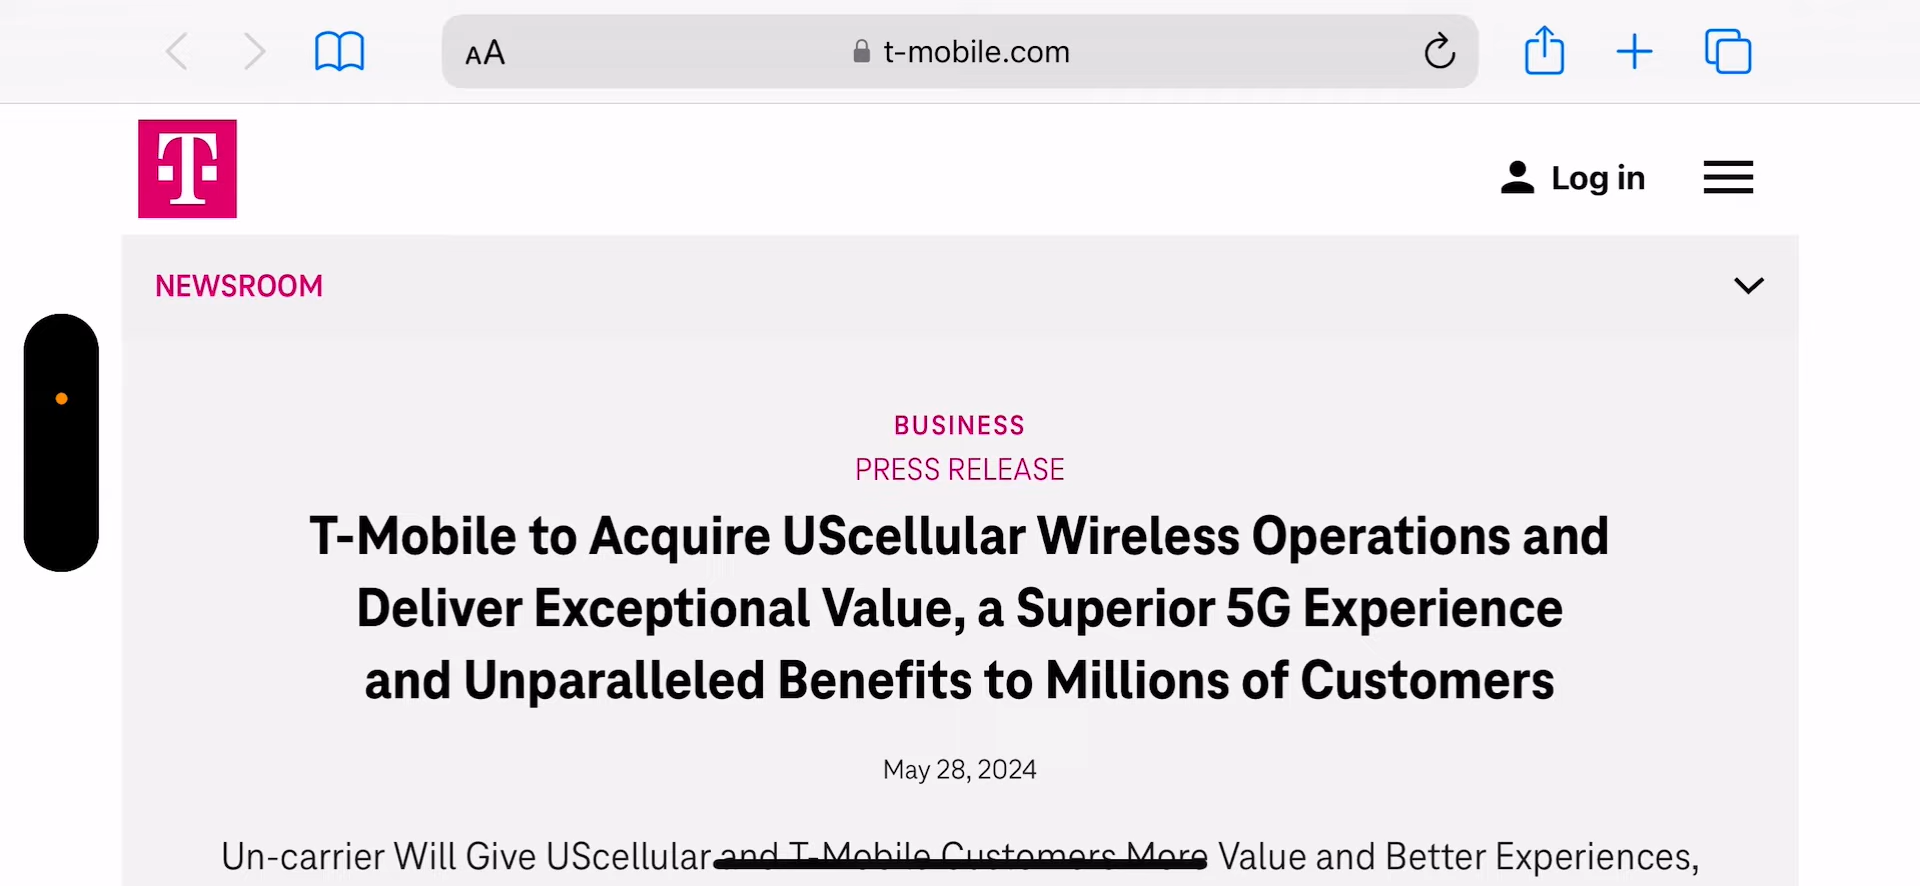 AA t-mobile.com
T
Log in
NEWSROOM
BUSINESS
PRESS RELEASE
T-Mobile to Acquire UScellular Wireless Operations and
Deliver Exceptional Value, a Superior 5G Experience
and Unparalleled Benefits to Millions of Customers
May 28, 2024
Un-carrier Will Give UScellular and T-Mobile Customers More Value and Better Experiences,